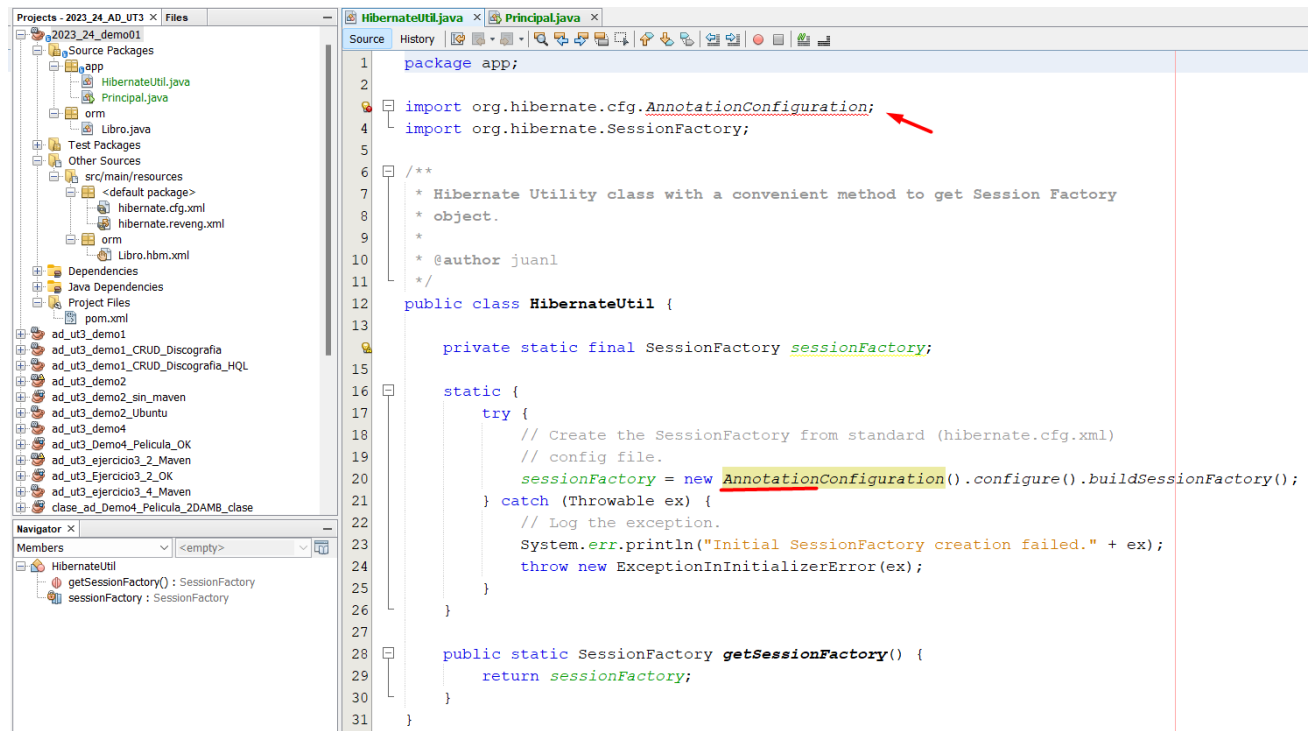 Projects - 2023_24_AD_UT3 × Files
2023_24_demo01
Source Packages
app
HibernateUtil.java
Principal.java
orm
Libro.java
Test Packages
Other Sources
src/main/resources
<default package>
hibernate.cfg.xml
hibernate.reveng.xml
orm
Libro.hbm.xml
Dependencies
Java Dependencies
Project Files
pom.xml
ad_ut3_demo1
ad_ut3_demo1_CRUD_Discografia
ad_ut3_demo1_CRUD_Discografia_HQL
ad_ut3_demo2
ad_ut3_demo2_sin_maven
ad_ut3_demo2_Ubuntu
ad_ut3_demo4
ad_ut3_Demo4_Pelicula_OK
ad_ut3_ejercicio3_2_Maven
ad_ut3_Ejercicio3_2_OK
ad_ut3_ejercicio3_4_Maven
clase_ad_Demo4_Pelicula_2DAMB_clase
Navigator ×
Members <empty>
HibernateUtil
getSessionFactory() : SessionFactory
sessionFactory : SessionFactory
HibernateUtil.java × Principal.java ×
Source History
1 package app;
2
import org.hibernate.cfg.AnnotationConfiguration;
4 import org.hibernate.SessionFactory;
5
6 /**
7 * Hibernate Utility class with a convenient method to get Session Factory
8 * object.
9 *
10 * @author juanl
11 */
12 public class HibernateUtil {
13
private static final SessionFactory sessionFactory;
15
16 static {
17 try {
18 // Create the SessionFactory from standard (hibernate.cfg.xml)
19 // config file.
20 sessionFactory = new AnnotationConfiguration().configure().buildSessionFactory();
21 } catch (Throwable ex) {
22 // Log the exception.
23 System.err.println("Initial SessionFactory creation failed." + ex);
24 throw new ExceptionInInitializerError(ex);
25 }
26 }
27
28 public static SessionFactory getSessionFactory() {
29 return sessionFactory;
30 }
31 }